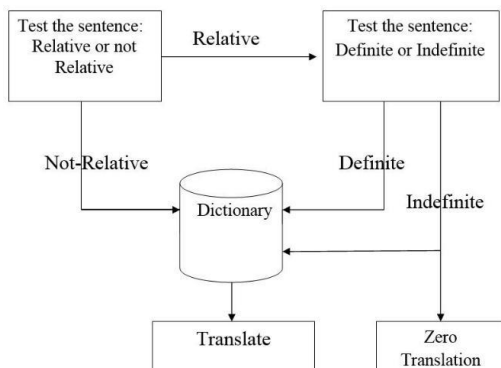 Test the sentence:
Relative or not
Relative
Relative
Test the sentence:
Definite or Indefinite
Not-Relative
Definite
Indefinite
Dictionary
Translate
Zero
Translation